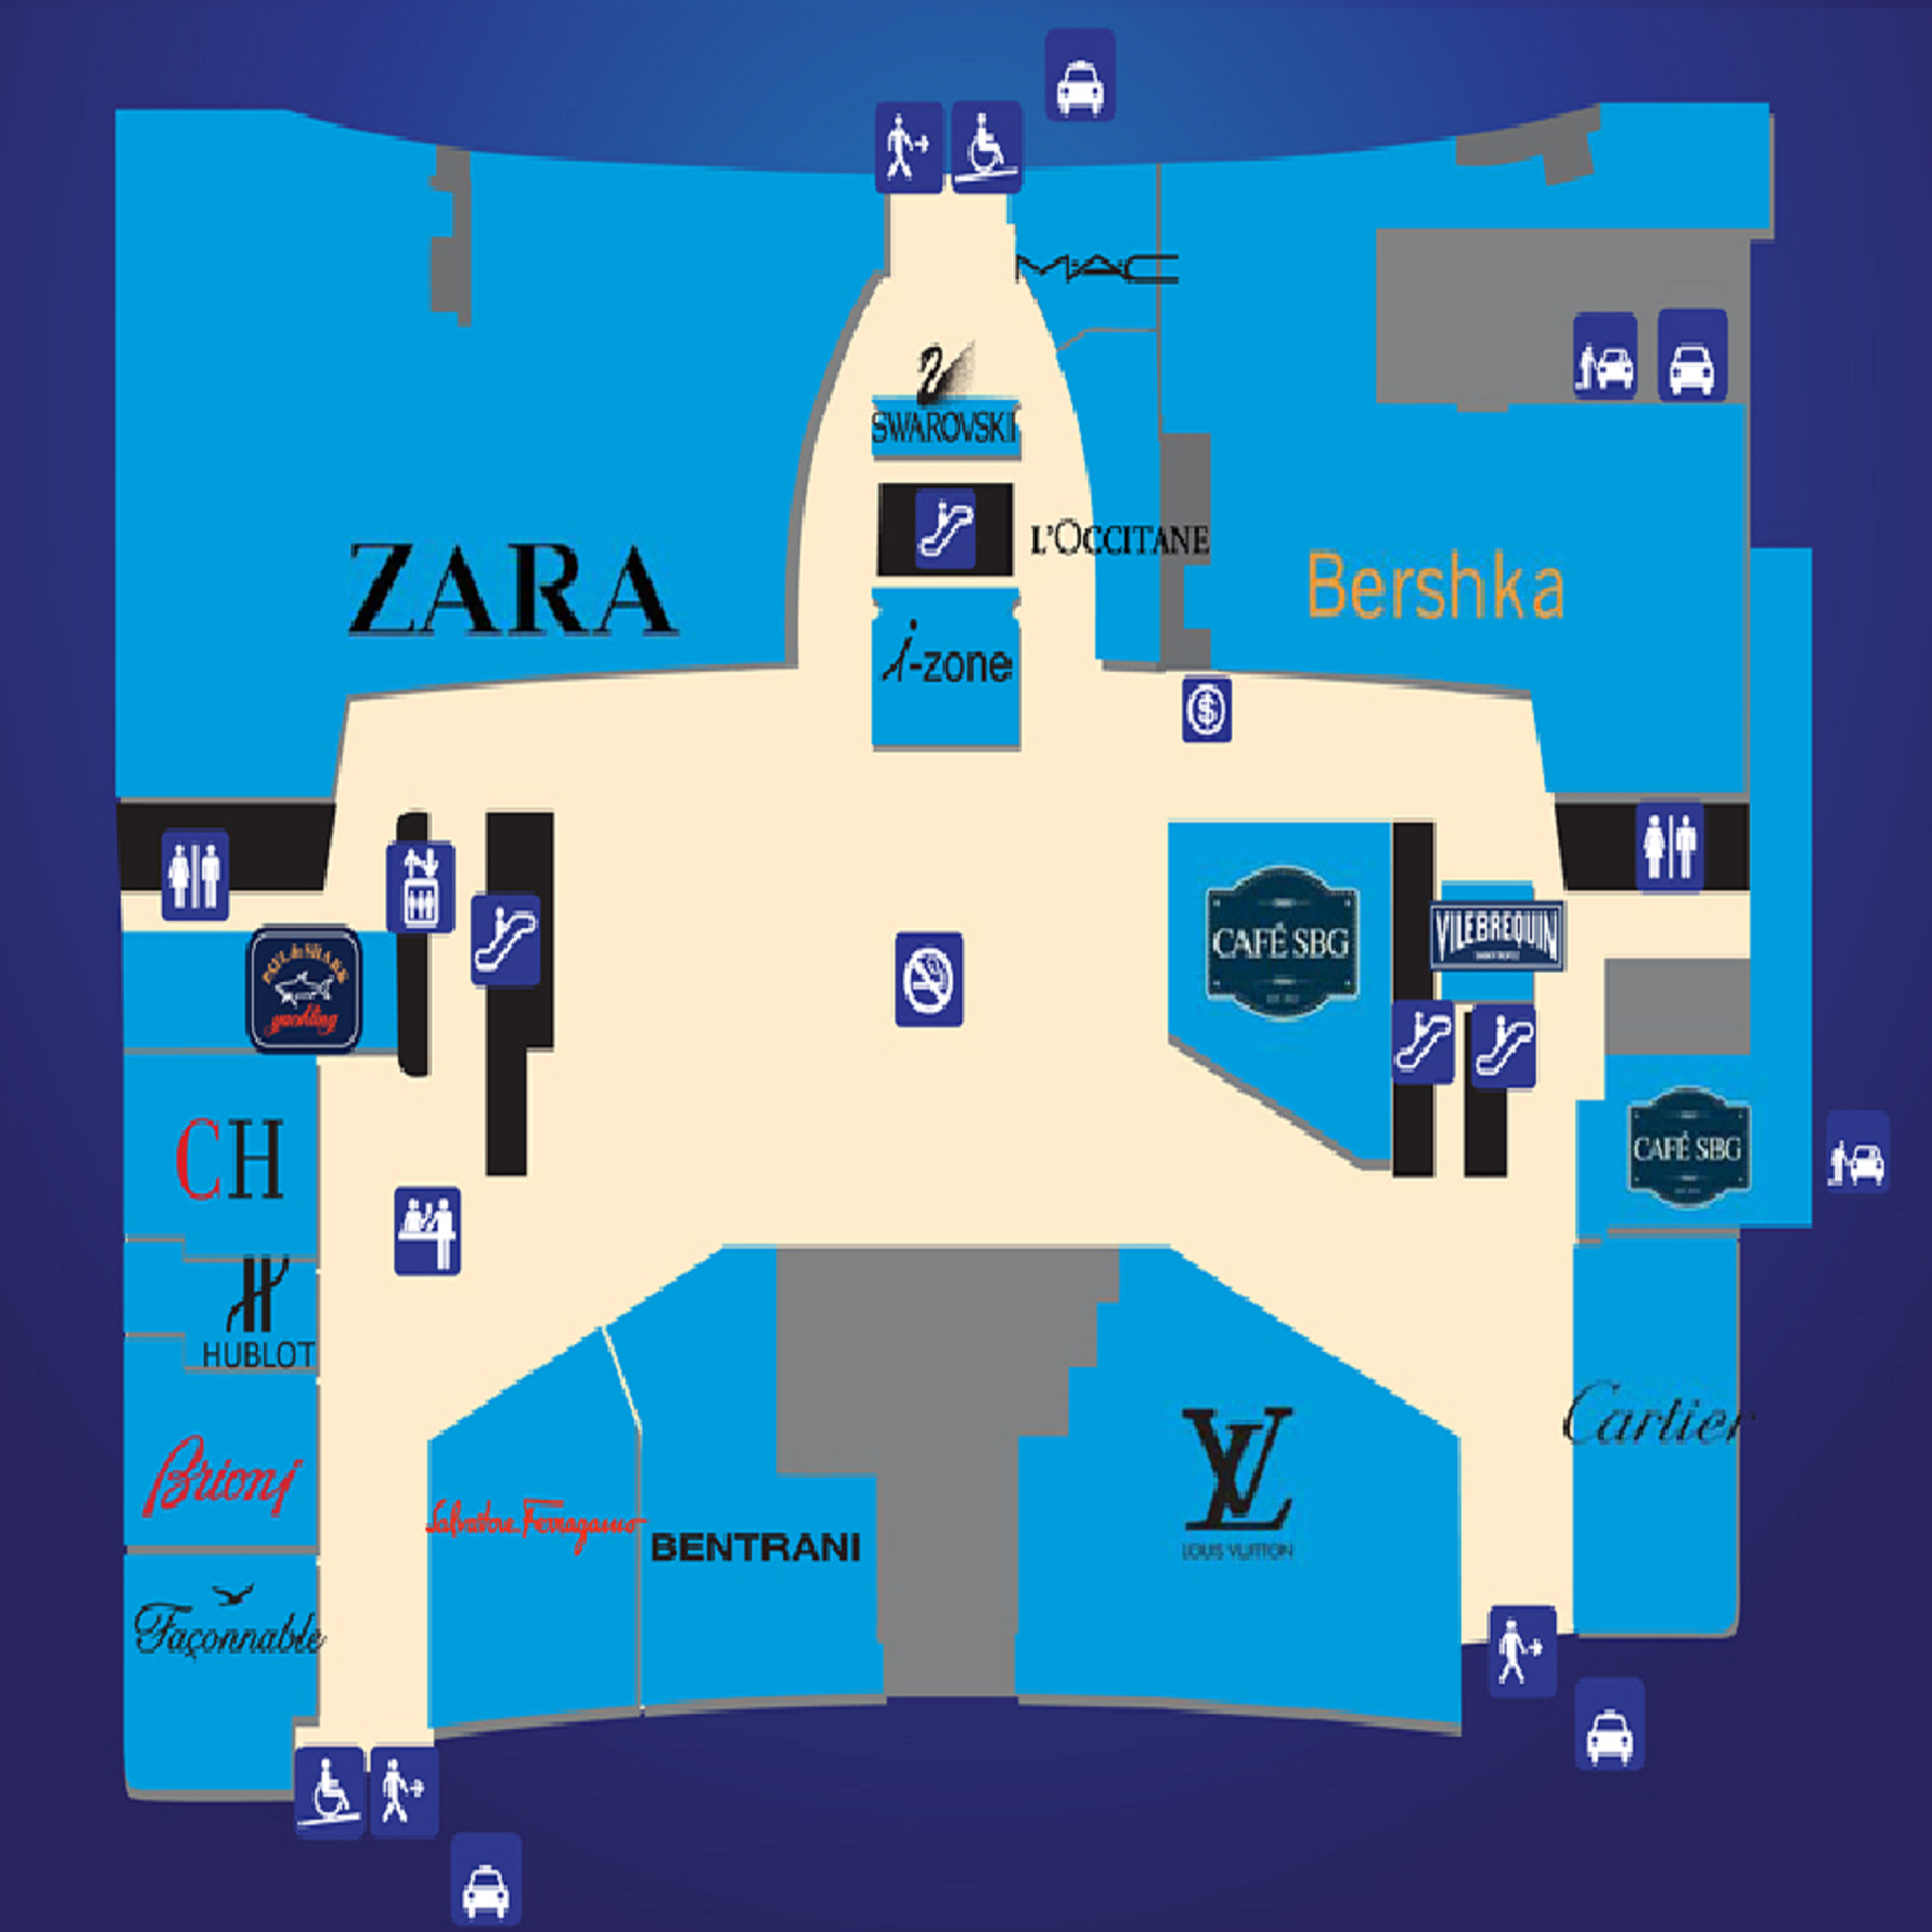 MAC
SWAROVSKI
L'OCCITANE
ZARA
Bershka
i-zone
$
CAFÉ SBG
VILEBREQUIN
PAUL & SHARK
yachting
CH
CAFÉ SBG
HUBLOT
Cartier
Brioni
LV
LOUIS VUITTON
Salvatore Ferragamo
BENTRANI
Façonnable